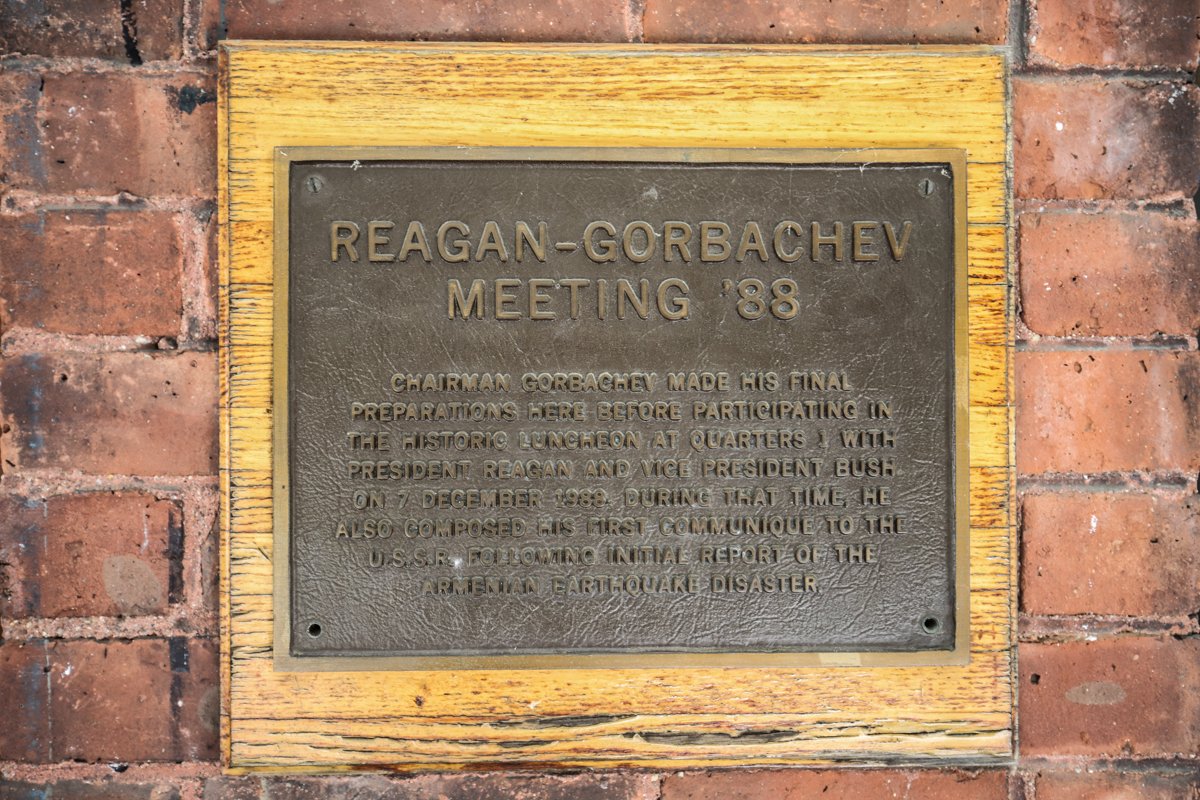 REAGAN-GORBACHEV
MEETING '88
CHAIRMAN GORBACHEV MADE HIS FINAL
PREPARATIONS HERE BEFORE PARTICIPATING IN
THE HISTORIC LUNCHEON AT QUARTERS 1 WITH
PRESIDENT REAGAN AND VICE PRESIDENT BUSH
ON 7 DECEMBER 1988. DURING THAT TIME, HE
ALSO COMPOSED HIS FIRST COMMUNIQUE TO THE
U.S.S.R. FOLLOWING INITIAL REPORT OF THE
ARMENIAN EARTHQUAKE DISASTER.